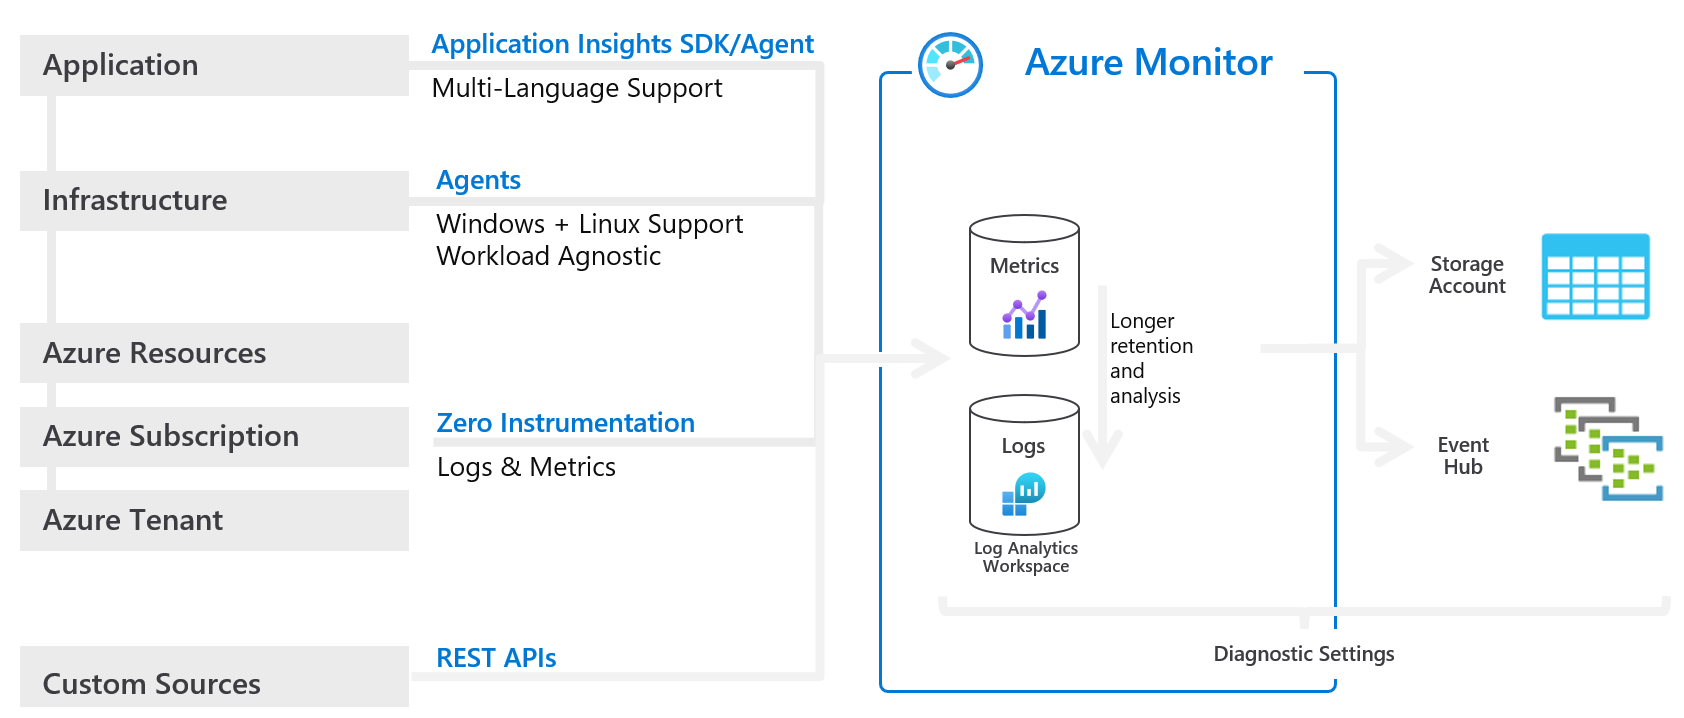 Application
Application Insights SDK/Agent
Multi-Language Support
Infrastructure
Agents
Windows + Linux Support
Workload Agnostic
Azure Resources
Azure Subscription
Zero Instrumentation
Logs & Metrics
Azure Tenant
Custom Sources
REST APIs
Azure Monitor
Metrics
Longer
retention
and
analysis
Logs
Log Analytics
Workspace
Storage
Account
Event
Hub
Diagnostic Settings